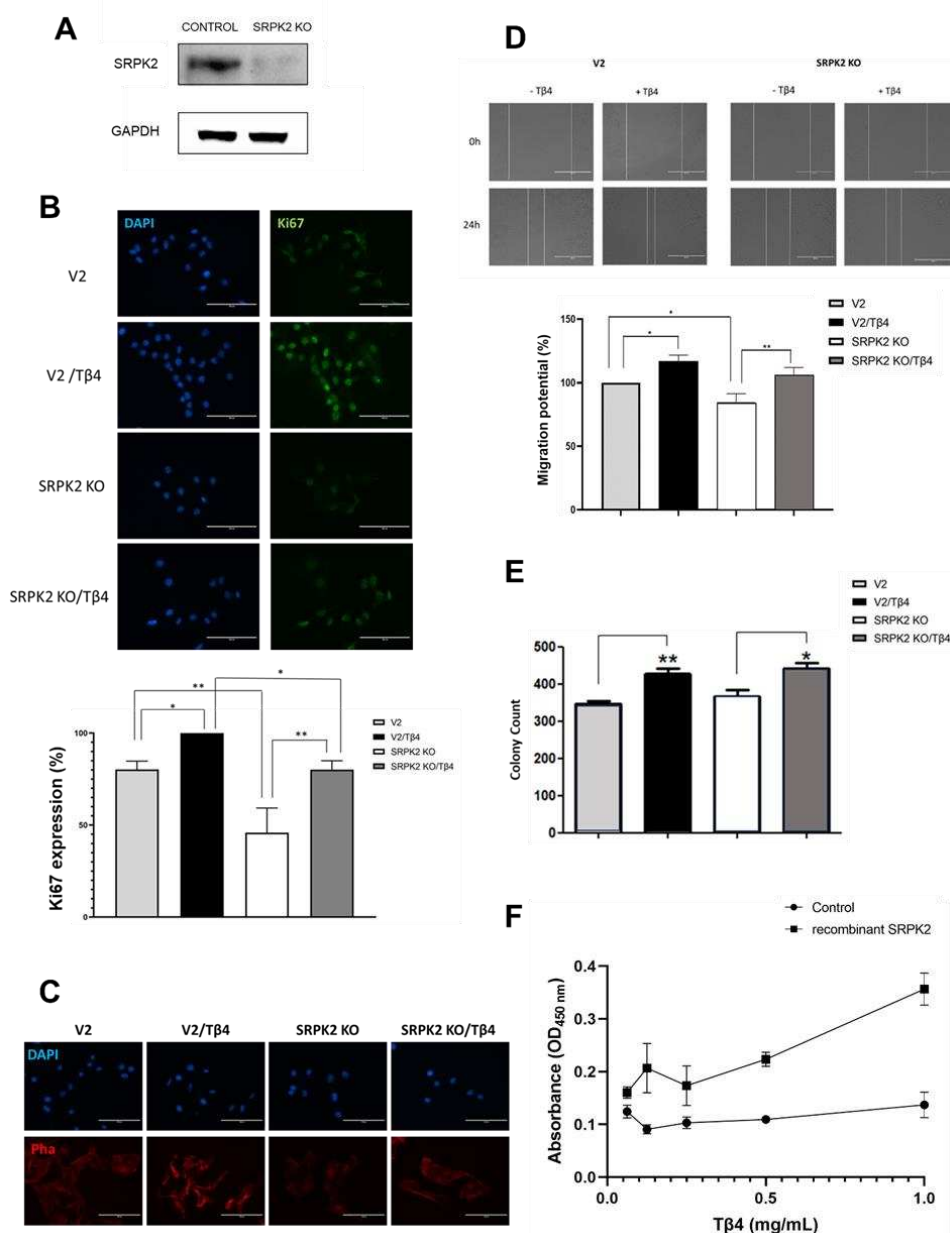 A
CONTROL SRPK2 KO
SRPK2
GAPDH
B
DAPI Ki67
V2
V2 /Tβ4
SRPK2 KO
SRPK2 KO/Tβ4
** *
* **
V2
V2/Tβ4
SRPK2 KO
SRPK2 KO/Tβ4
Ki67 expression (%)
100
50
0
C
V2 V2/Tβ4 SRPK2 KO SRPK2 KO/Tβ4
DAPI
Pha
D
V2 SRPK2 KO
- Tβ4 + Tβ4 - Tβ4 + Tβ4
0h
24h
V2
V2/Tβ4
SRPK2 KO
SRPK2 KO/Tβ4
* * **
Migration potential (%)
150
100
50
0
E
V2
V2/Tβ4
SRPK2 KO
SRPK2 KO/Tβ4
** *
Colony Count
500
400
300
200
100
0
F
Control
recombinant SRPK2
Absorbance (OD450 nm)
0.4
0.3
0.2
0.1
0.0
0.0 0.5 1.0
Tβ4 (mg/mL)